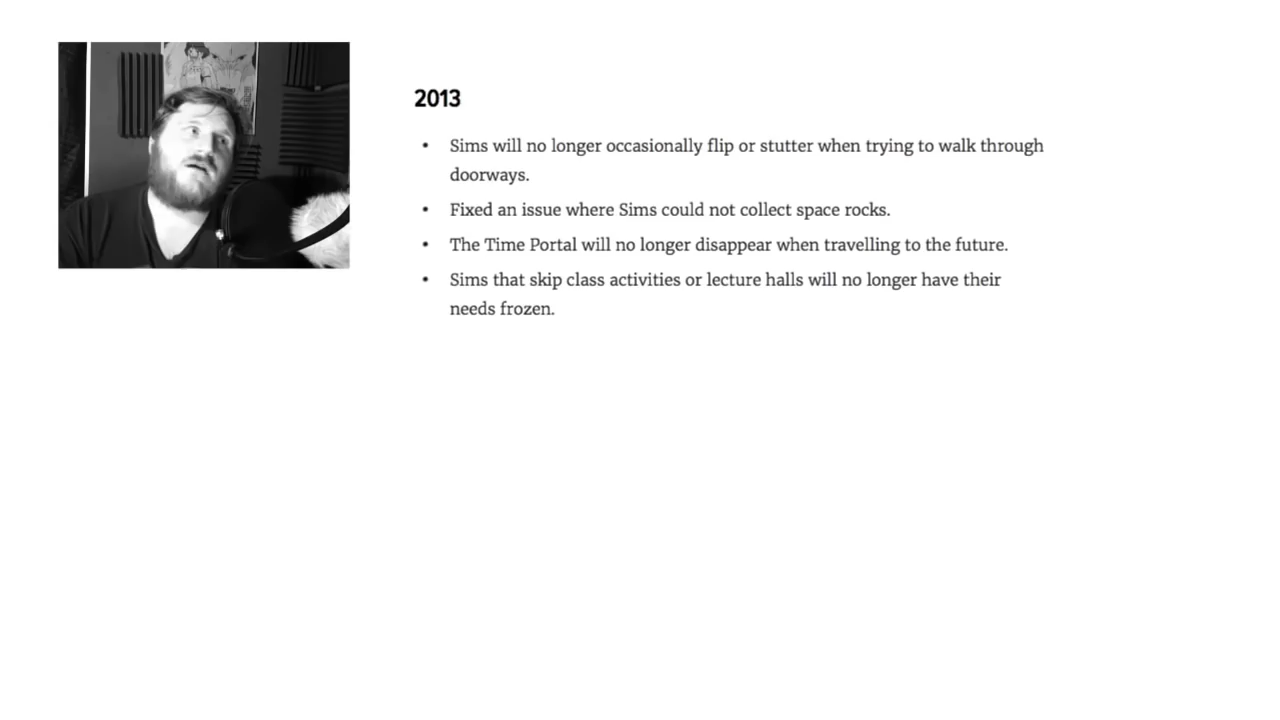 2013
• Sims will no longer occasionally flip or stutter when trying to walk through
doorways.
• Fixed an issue where Sims could not collect space rocks.
• The Time Portal will no longer disappear when travelling to the future.
• Sims that skip class activities or lecture halls will no longer have their
needs frozen.